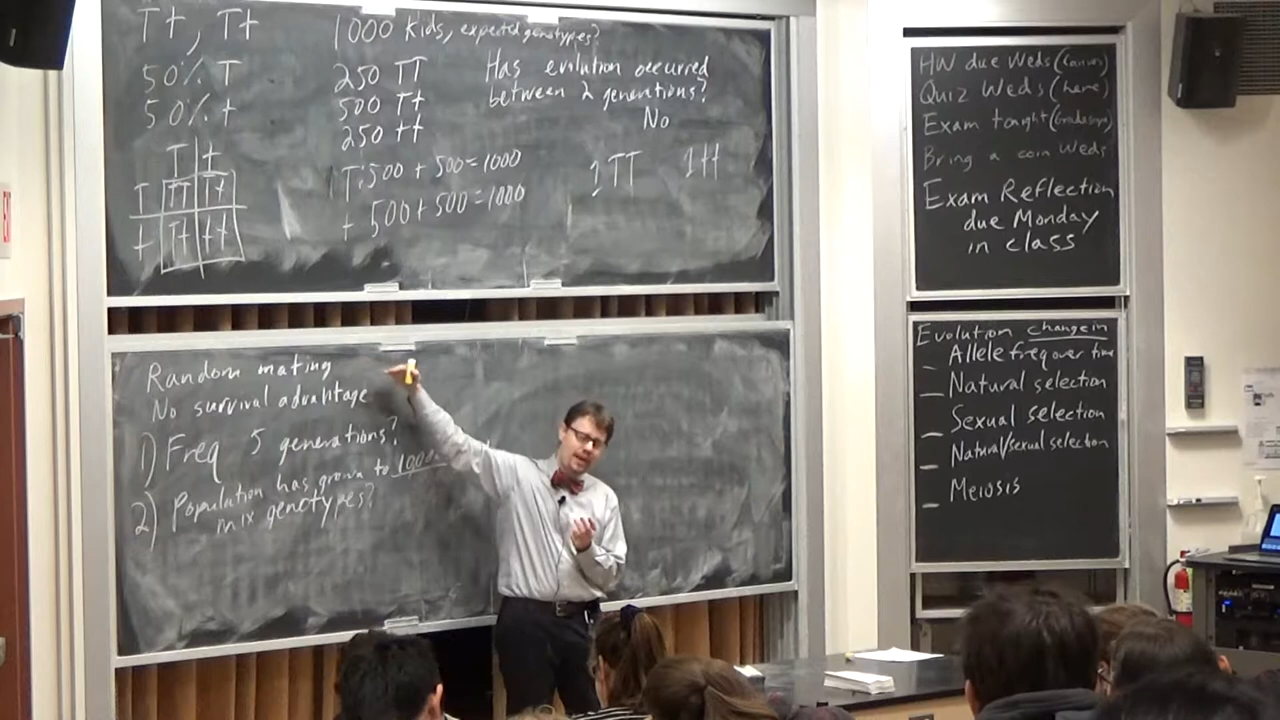 Tt, Tt
50% T
50% t
T t
T TT Tt
t Tt tt
1000 kids, expected genotypes?
250 TT
500 Tt
250 tt
T: 500 + 500 = 1000
t 500 + 500 = 1000
Has evolution occurred
between 2 generations?
No
1 TT 1 tt
Random mating
No survival advantage
1) Freq 5 generations?
2) Population has grown to 1000
mix genotypes?
HW due Weds (Canvas)
Quiz Weds (here)
Exam tonght (Gradescope)
Bring a coin Weds
Exam Reflection
due Monday
in class
Evolution change in
Allele freq over time
- Natural selection
- Sexual selection
- Natural/sexual selection
- Meiosis